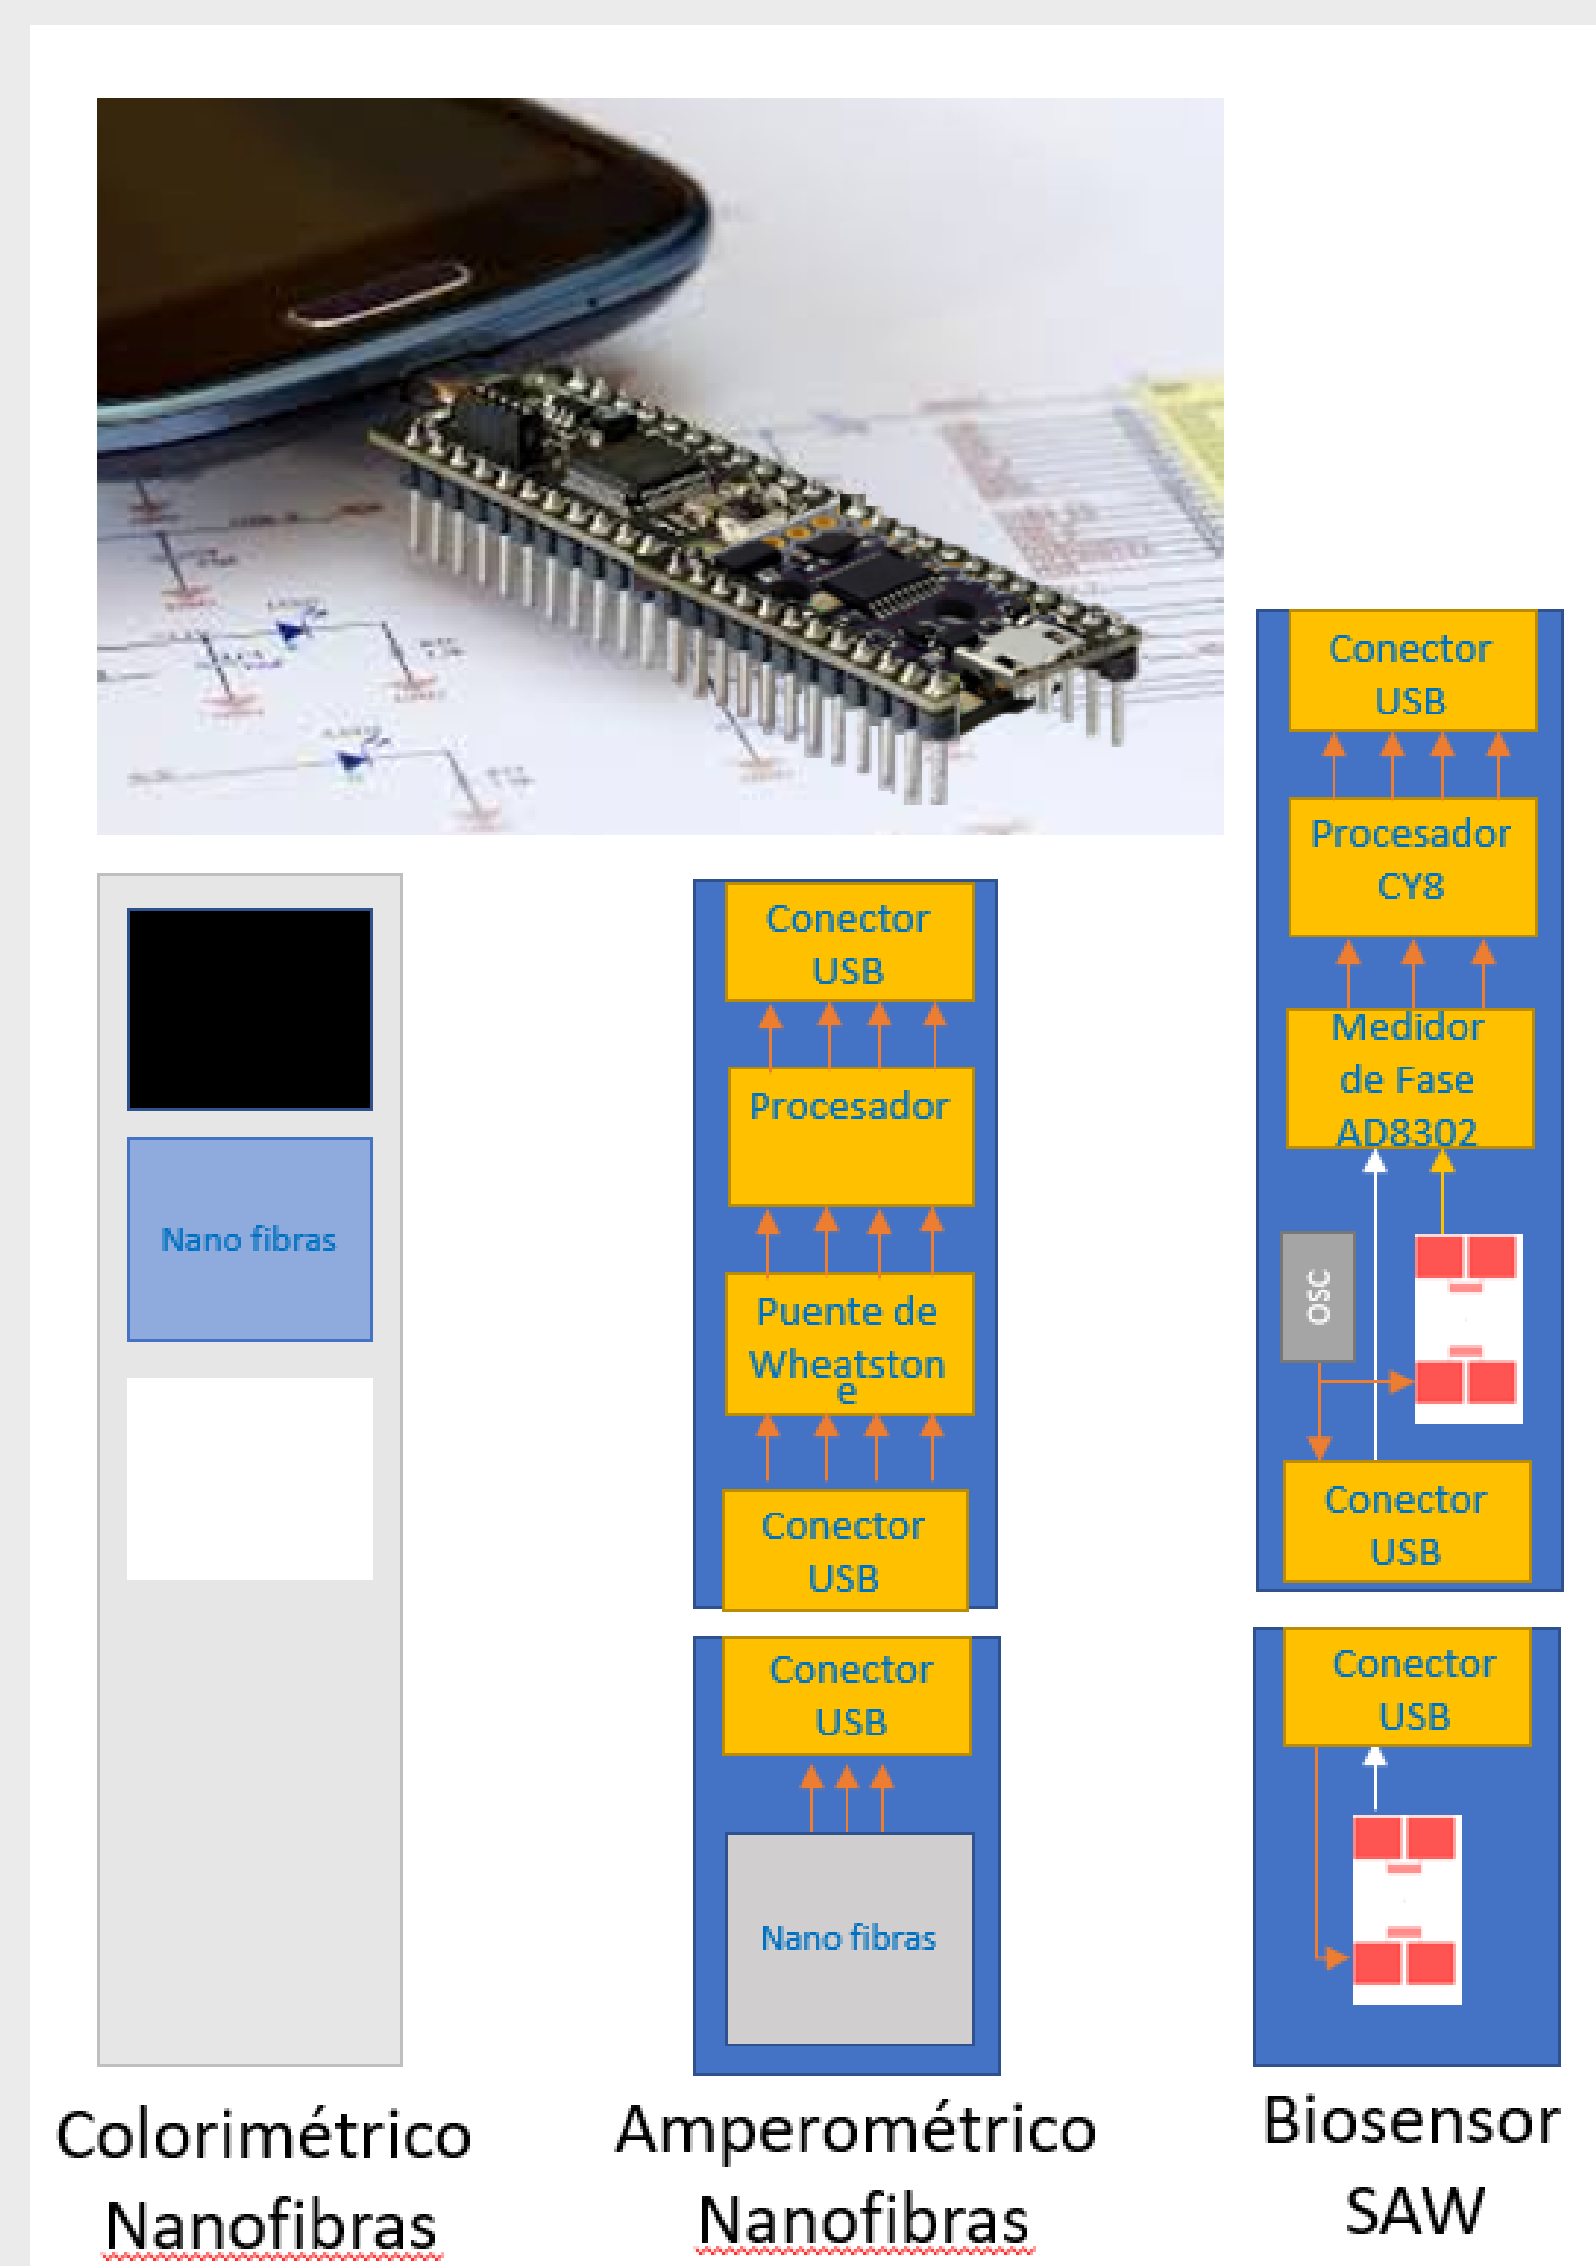 Nano fibras
Colorimétrico
Nanofibras
Conector
USB
Procesador
Puente de
Wheatston
e
Conector
USB
Conector
USB
Nano fibras
Amperométrico
Nanofibras
Conector
USB
Procesador
CY8
Medidor
de Fase
AD8302
OSC
Conector
USB
Conector
USB
Biosensor
SAW